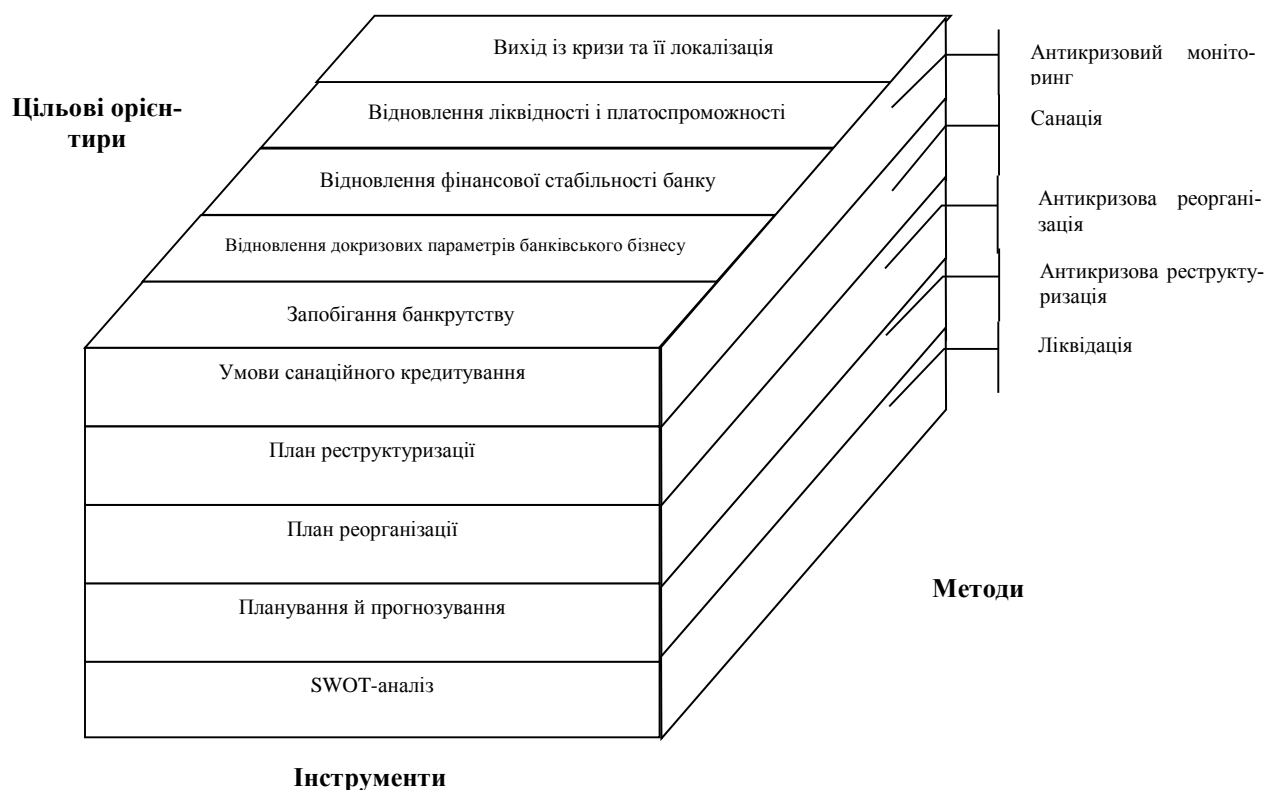 Вихід із кризи та її локалізація
Цільові орієн-
тири
Відновлення ліквідності і платоспроможності
Відновлення фінансової стабільності банку
Відновлення докризових параметрів банківського бізнесу
Запобігання банкрутству
Умови санаційного кредитування
План реструктуризації
План реорганізації
Планування й прогнозування
SWOT-аналіз
Інструменти
Антикризовий моніто-
ринг
Санація
Антикризова реоргані-
зація
Антикризова реструкту-
ризація
Ліквідація
Методи